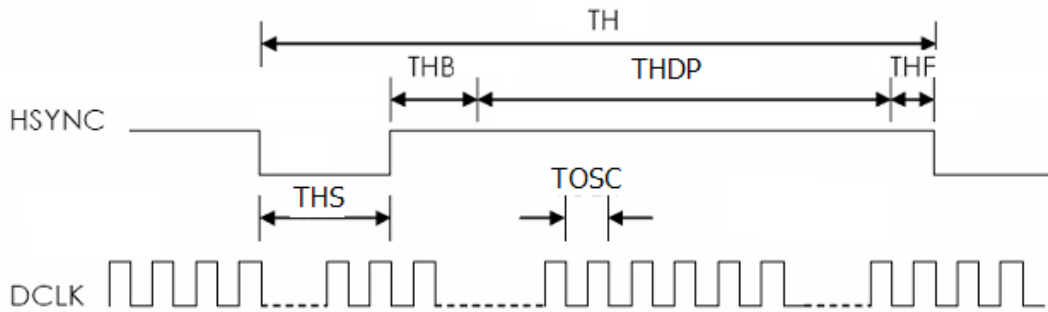 TH
THB THDP THF
HSYNC
THS TOSC
DCLK